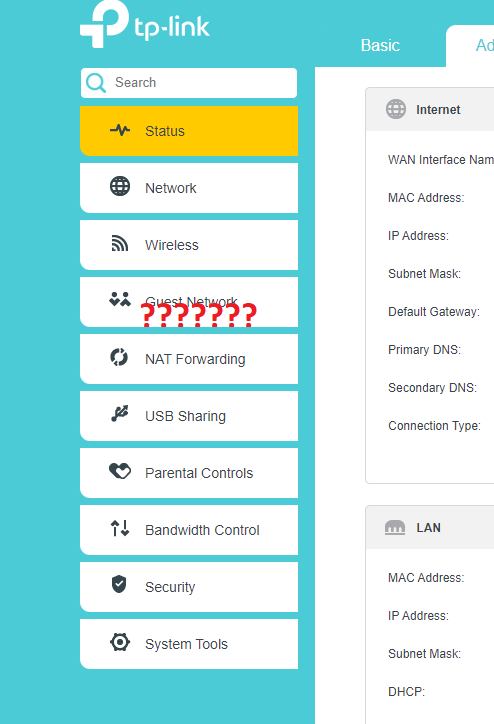 tp-link
Basic
Search
Status
Network
Wireless
Guest Network
???????
NAT Forwarding
USB Sharing
Parental Controls
Bandwidth Control
Security
System Tools
Internet
WAN Interface Nam
MAC Address:
IP Address:
Subnet Mask:
Default Gateway:
Primary DNS:
Secondary DNS:
Connection Type:
LAN
MAC Address:
IP Address:
Subnet Mask:
DHCP: